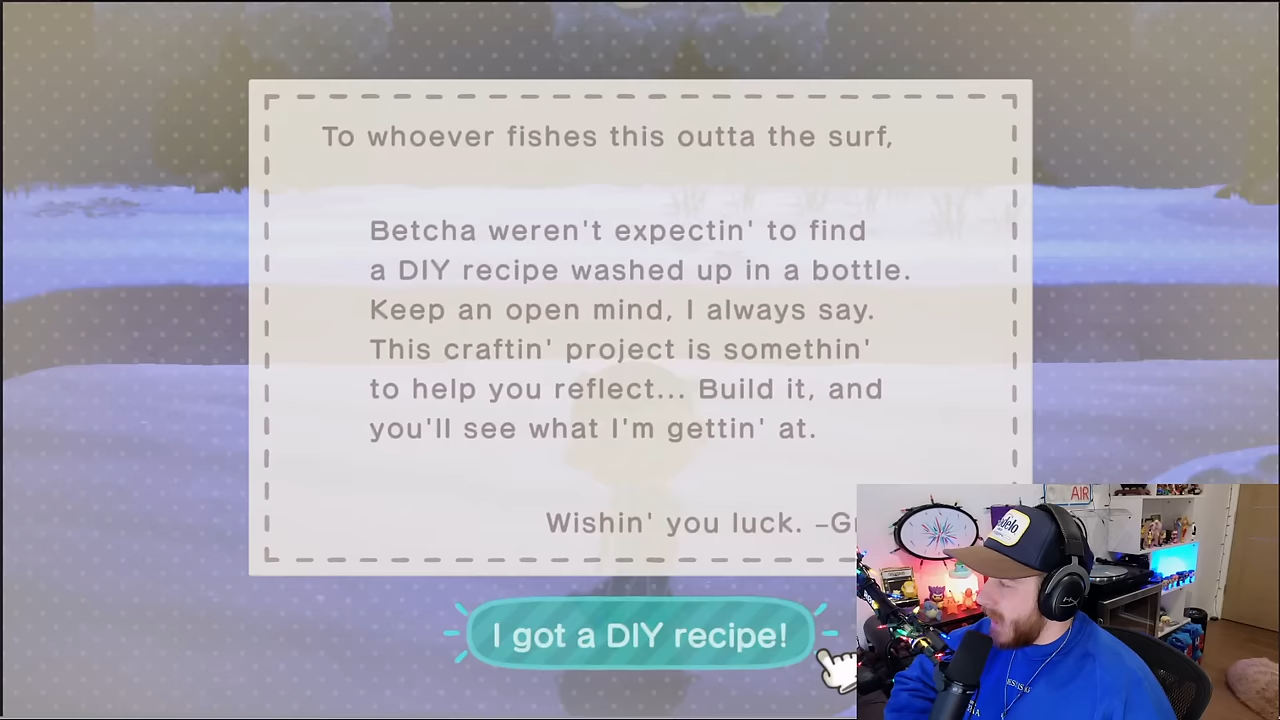 To whoever fishes this outta the surf,
Betcha weren't expectin' to find
a DIY recipe washed up in a bottle.
Keep an open mind, I always say.
This craftin' project is somethin'
to help you reflect... Build it, and
you'll see what I'm gettin' at.
Wishin' you luck. –Gr
I got a DIY recipe!
AIR